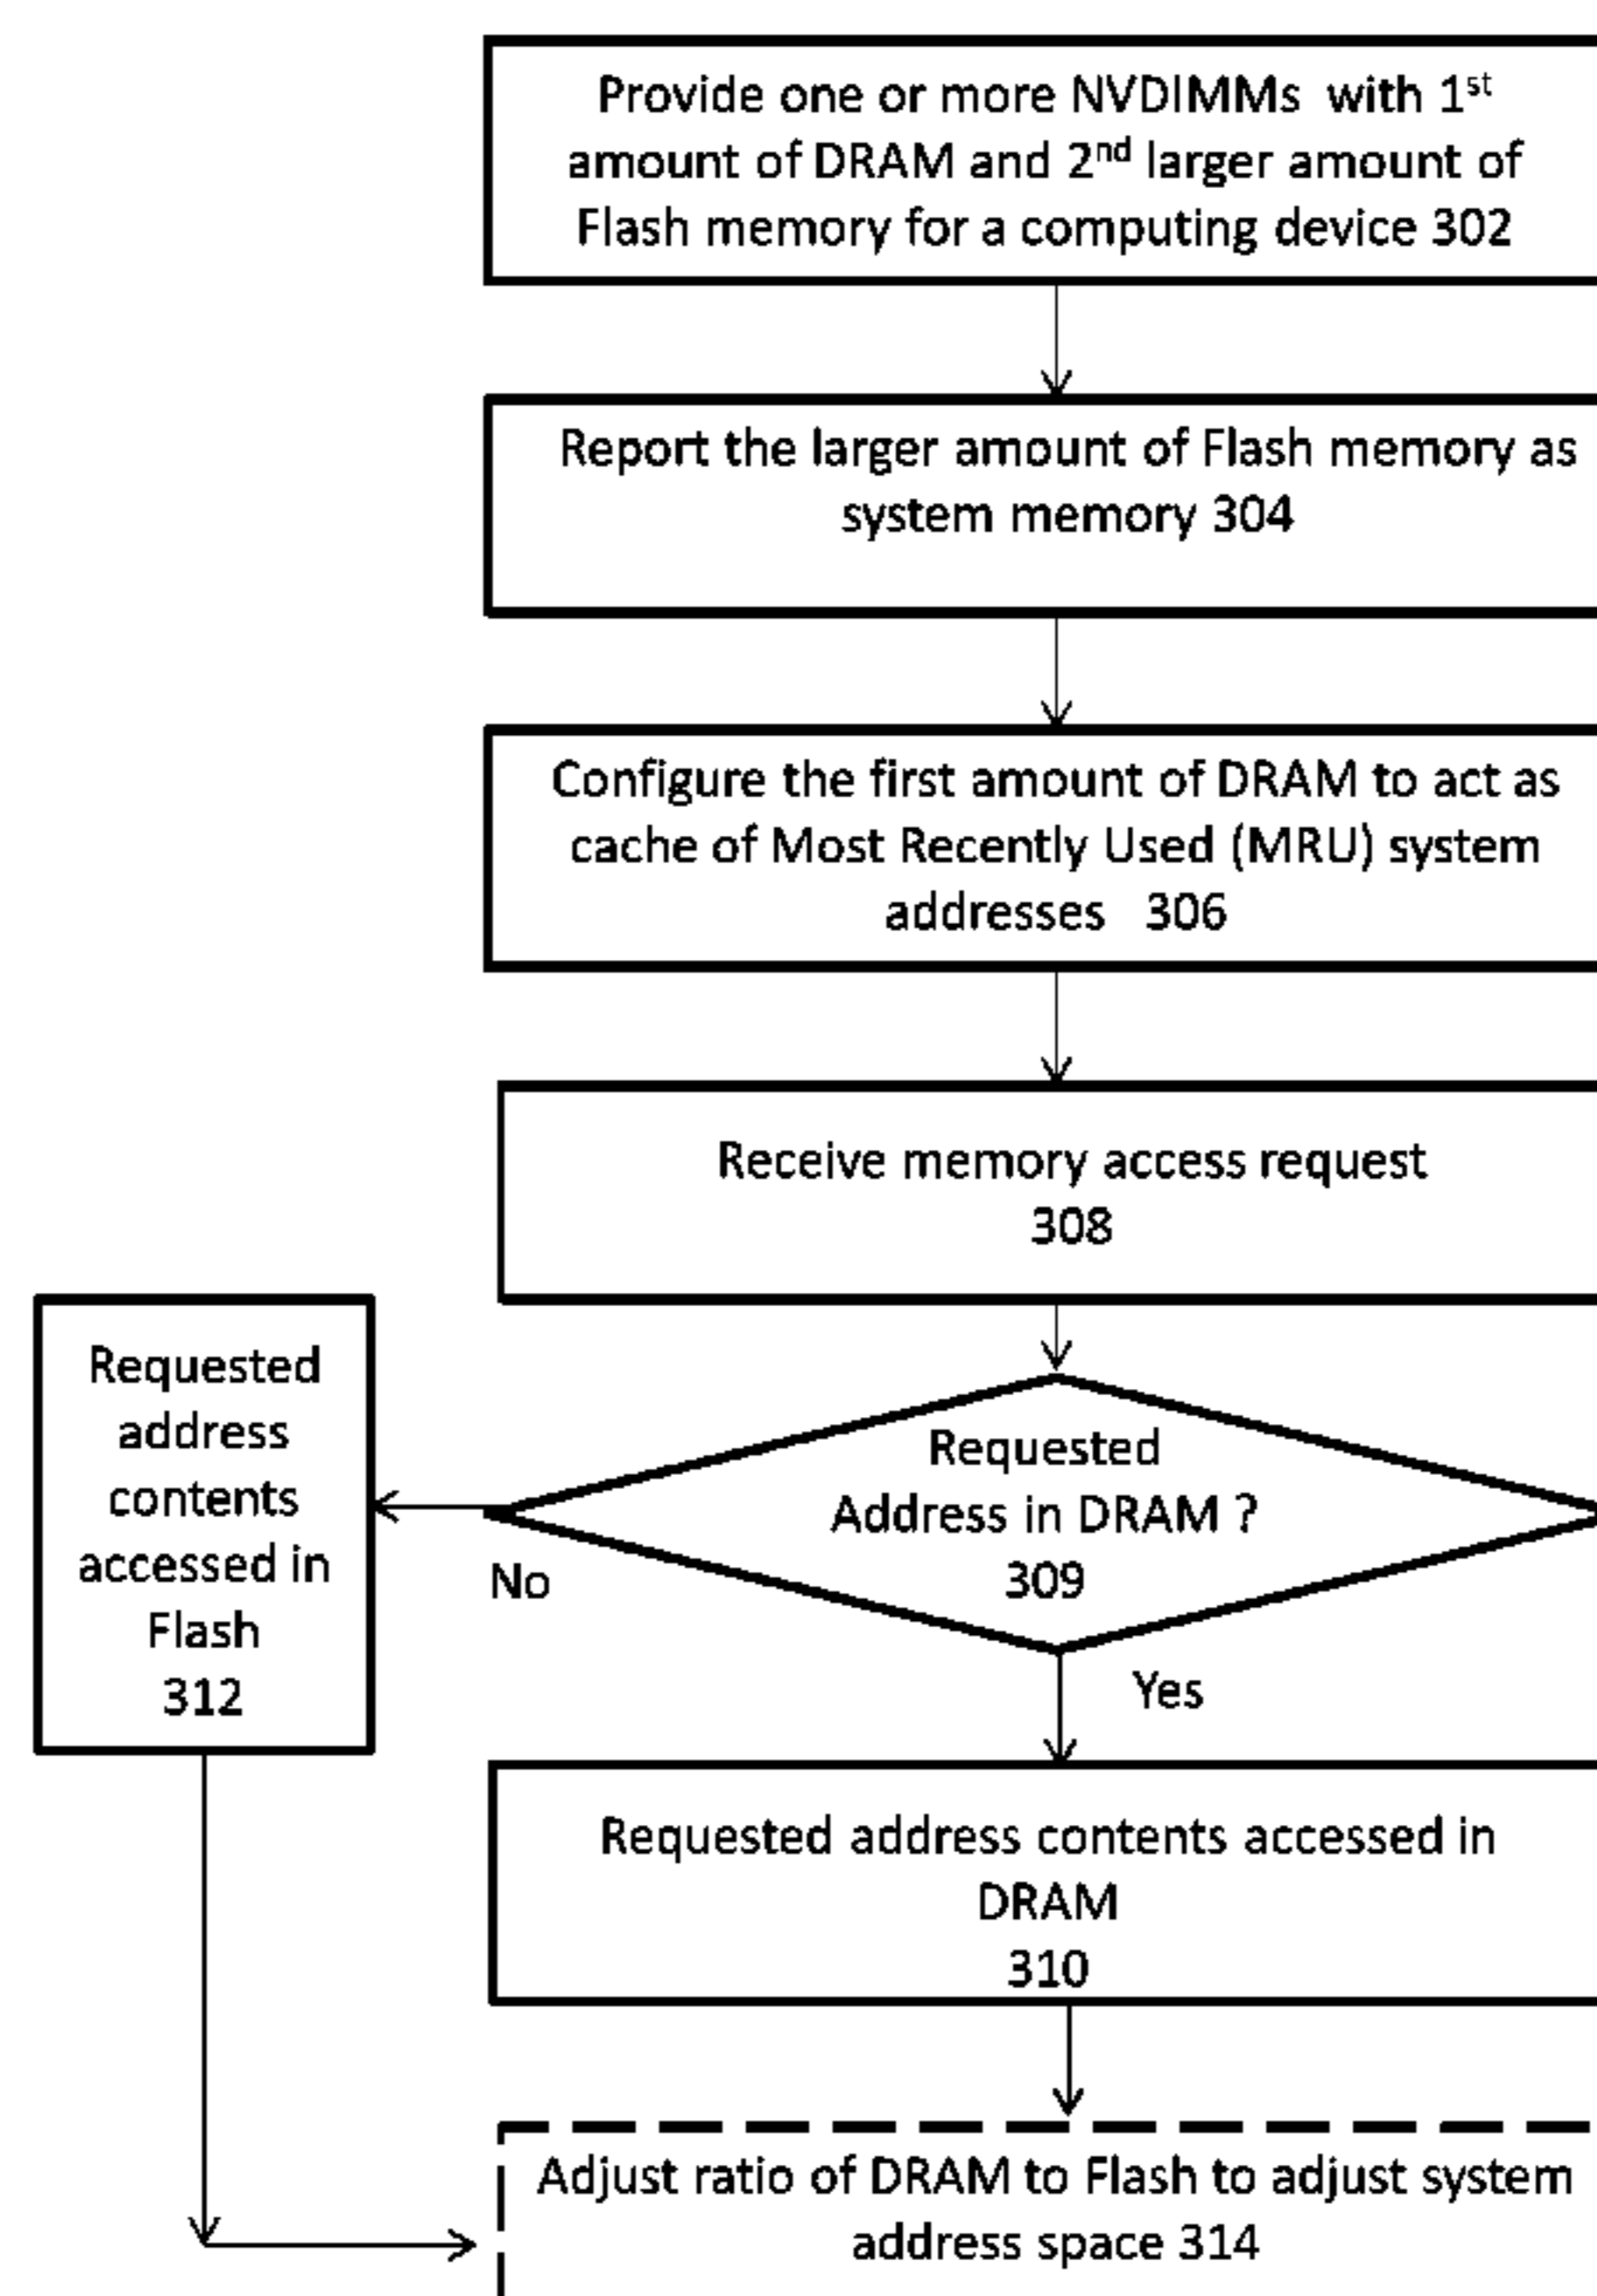 Provide one or more NVDIMMs with 1st
amount of DRAM and 2nd larger amount of
Flash memory for a computing device 302
Report the larger amount of Flash memory as
system memory 304
Configure the first amount of DRAM to act as
cache of Most Recently Used (MRU) system
addresses 306
Receive memory access request
308
Requested
Address in DRAM ?
309
No
Yes
Requested
address
contents
accessed in
Flash
312
Requested address contents accessed in
DRAM
310
Adjust ratio of DRAM to Flash to adjust system
address space 314